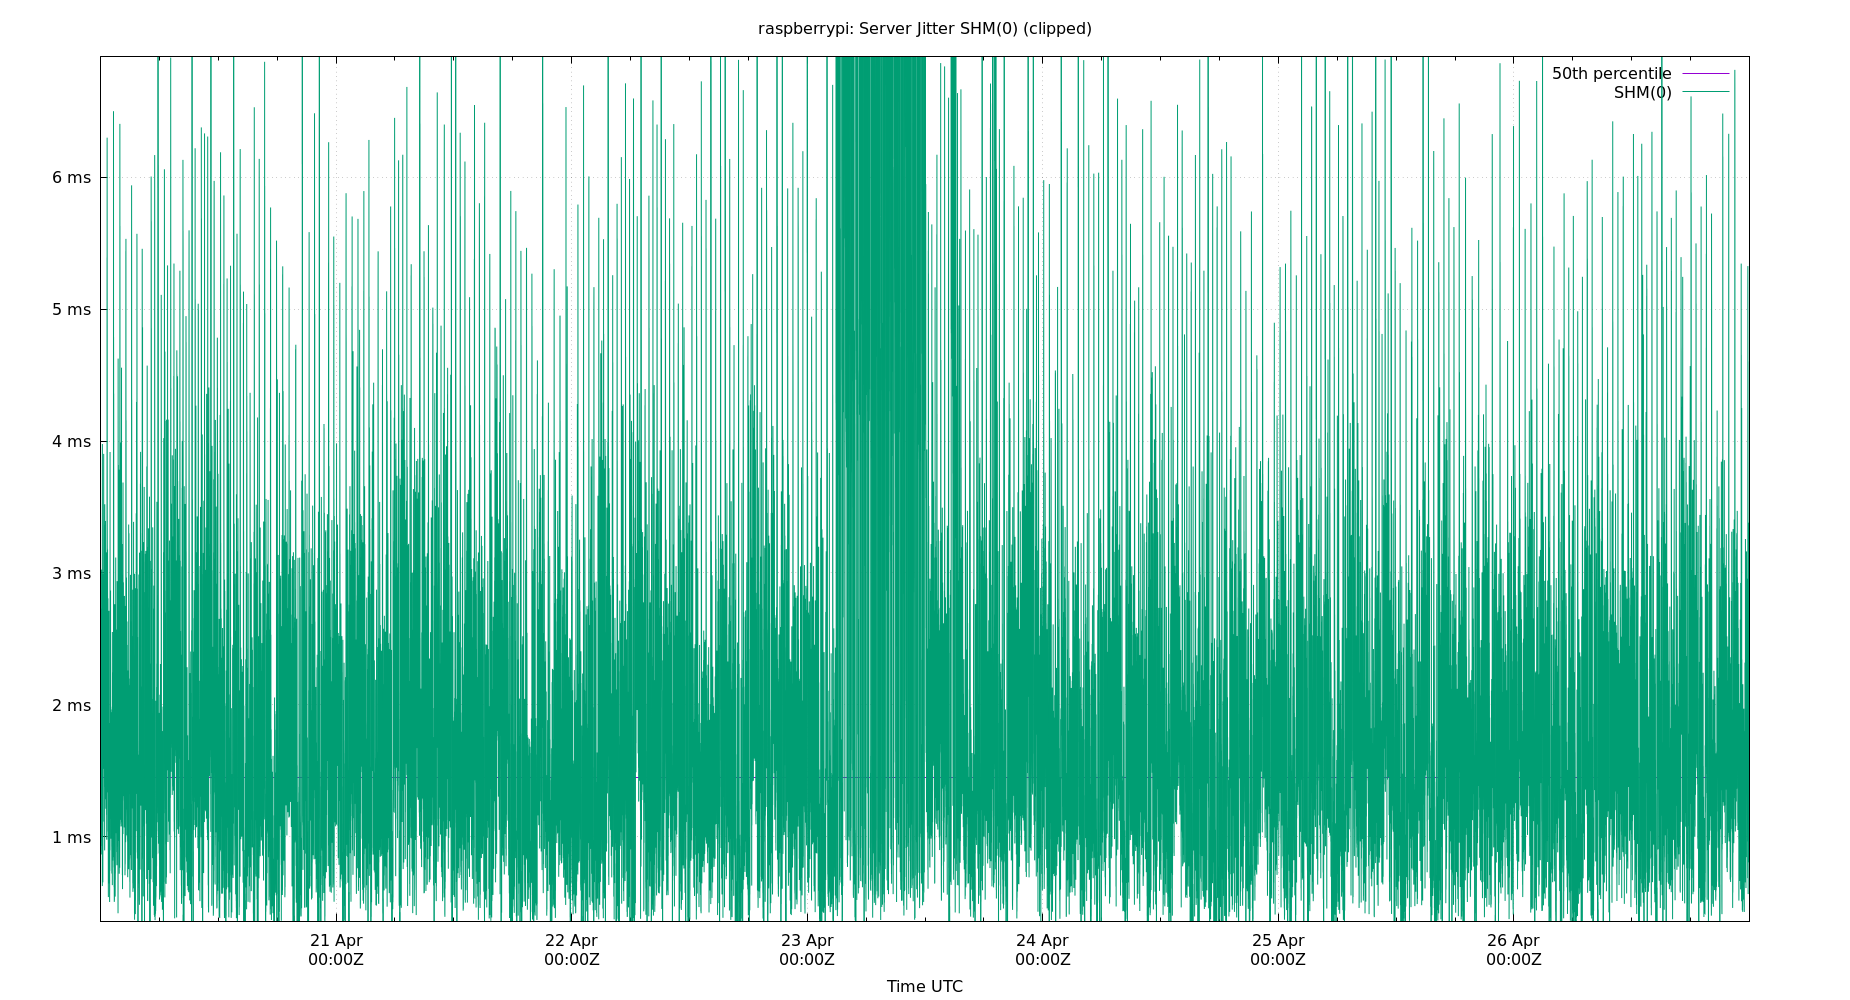 raspberrypi: Server Jitter SHM(0) (clipped)
50th percentile
SHM(0)
6 ms
5 ms
4 ms
3 ms
2 ms
1 ms
21 Apr
00:00Z
22 Apr
00:00Z
23 Apr
00:00Z
24 Apr
00:00Z
25 Apr
00:00Z
26 Apr
00:00Z
Time UTC